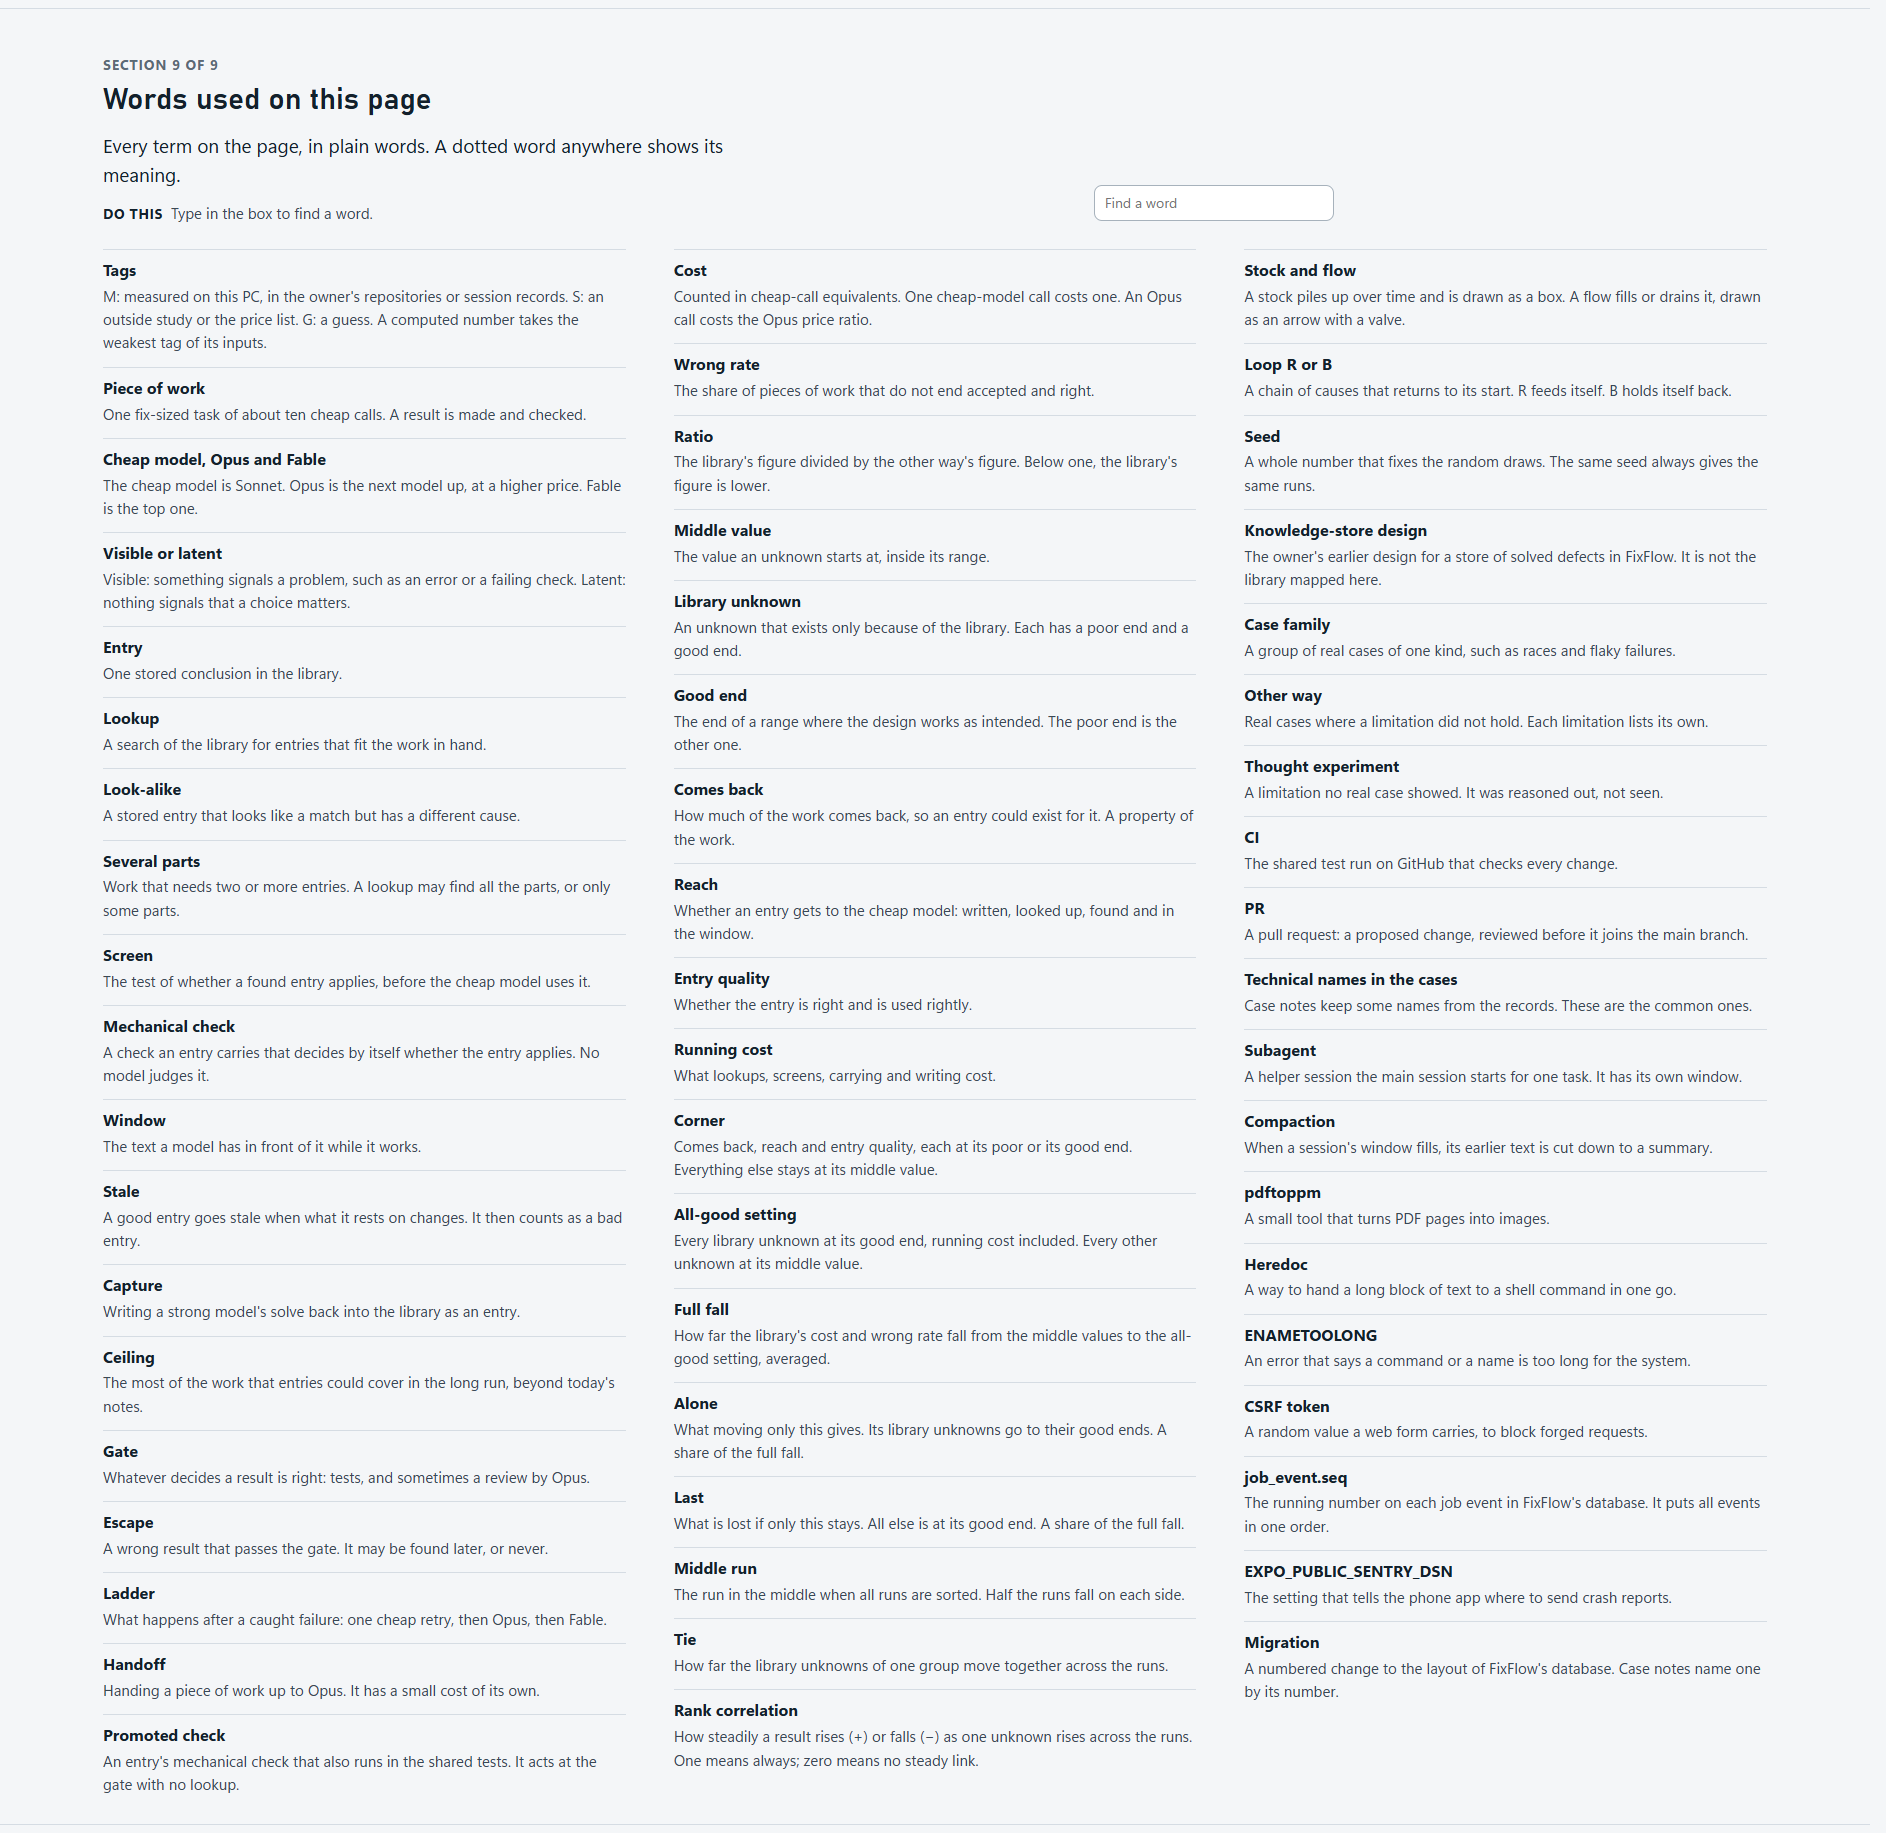 SECTION 9 OF 9
Words used on this page
Every term on the page, in plain words. A dotted word anywhere shows its
meaning.
DO THIS Type in the box to find a word.
Find a word
Tags
M: measured on this PC, in the owner's repositories or session records. S: an
outside study or the price list. G: a guess. A computed number takes the
weakest tag of its inputs.
Piece of work
One fix-sized task of about ten cheap calls. A result is made and checked.
Cheap model, Opus and Fable
The cheap model is Sonnet. Opus is the next model up, at a higher price. Fable
is the top one.
Visible or latent
Visible: something signals a problem, such as an error or a failing check. Latent:
nothing signals that a choice matters.
Entry
One stored conclusion in the library.
Lookup
A search of the library for entries that fit the work in hand.
Look-alike
A stored entry that looks like a match but has a different cause.
Several parts
Work that needs two or more entries. A lookup may find all the parts, or only
some parts.
Screen
The test of whether a found entry applies, before the cheap model uses it.
Mechanical check
A check an entry carries that decides by itself whether the entry applies. No
model judges it.
Window
The text a model has in front of it while it works.
Stale
A good entry goes stale when what it rests on changes. It then counts as a bad
entry.
Capture
Writing a strong model's solve back into the library as an entry.
Ceiling
The most of the work that entries could cover in the long run, beyond today's
notes.
Gate
Whatever decides a result is right: tests, and sometimes a review by Opus.
Escape
A wrong result that passes the gate. It may be found later, or never.
Ladder
What happens after a caught failure: one cheap retry, then Opus, then Fable.
Handoff
Handing a piece of work up to Opus. It has a small cost of its own.
Promoted check
An entry's mechanical check that also runs in the shared tests. It acts at the
gate with no lookup.
Cost
Counted in cheap-call equivalents. One cheap-model call costs one. An Opus
call costs the Opus price ratio.
Wrong rate
The share of pieces of work that do not end accepted and right.
Ratio
The library's figure divided by the other way's figure. Below one, the library's
figure is lower.
Middle value
The value an unknown starts at, inside its range.
Library unknown
An unknown that exists only because of the library. Each has a poor end and a
good end.
Good end
The end of a range where the design works as intended. The poor end is the
other one.
Comes back
How much of the work comes back, so an entry could exist for it. A property of
the work.
Reach
Whether an entry gets to the cheap model: written, looked up, found and in
the window.
Entry quality
Whether the entry is right and is used rightly.
Running cost
What lookups, screens, carrying and writing cost.
Corner
Comes back, reach and entry quality, each at its poor or its good end.
Everything else stays at its middle value.
All-good setting
Every library unknown at its good end, running cost included. Every other
unknown at its middle value.
Full fall
How far the library's cost and wrong rate fall from the middle values to the all-
good setting, averaged.
Alone
What moving only this gives. Its library unknowns go to their good ends. A
share of the full fall.
Last
What is lost if only this stays. All else is at its good end. A share of the full fall.
Middle run
The run in the middle when all runs are sorted. Half the runs fall on each side.
Tie
How far the library unknowns of one group move together across the runs.
Rank correlation
How steadily a result rises (+) or falls (−) as one unknown rises across the runs.
One means always; zero means no steady link.
Stock and flow
A stock piles up over time and is drawn as a box. A flow fills or drains it, drawn
as an arrow with a valve.
Loop R or B
A chain of causes that returns to its start. R feeds itself. B holds itself back.
Seed
A whole number that fixes the random draws. The same seed always gives the
same runs.
Knowledge-store design
The owner's earlier design for a store of solved defects in FixFlow. It is not the
library mapped here.
Case family
A group of real cases of one kind, such as races and flaky failures.
Other way
Real cases where a limitation did not hold. Each limitation lists its own.
Thought experiment
A limitation no real case showed. It was reasoned out, not seen.
CI
The shared test run on GitHub that checks every change.
PR
A pull request: a proposed change, reviewed before it joins the main branch.
Technical names in the cases
Case notes keep some names from the records. These are the common ones.
Subagent
A helper session the main session starts for one task. It has its own window.
Compaction
When a session's window fills, its earlier text is cut down to a summary.
pdftoppm
A small tool that turns PDF pages into images.
Heredoc
A way to hand a long block of text to a shell command in one go.
ENAMETOOLONG
An error that says a command or a name is too long for the system.
CSRF token
A random value a web form carries, to block forged requests.
job_event.seq
The running number on each job event in FixFlow's database. It puts all events
in one order.
EXPO_PUBLIC_SENTRY_DSN
The setting that tells the phone app where to send crash reports.
Migration
A numbered change to the layout of FixFlow's database. Case notes name one
by its number.